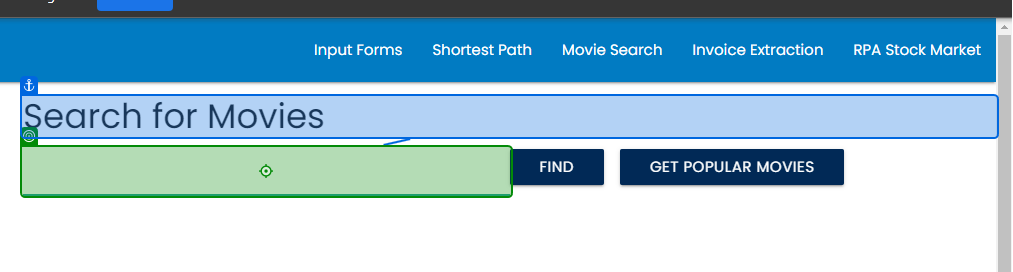 Input Forms Shortest Path Movie Search Invoice Extraction RPA Stock Market
Search for Movies
FIND GET POPULAR MOVIES